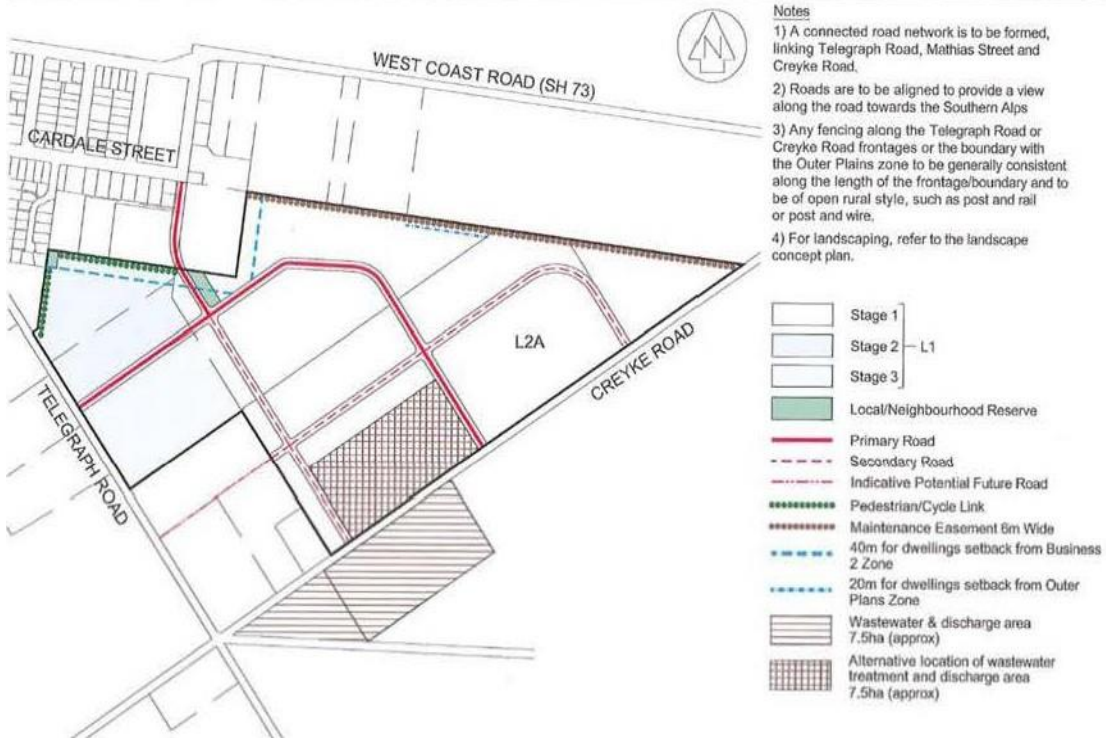 Notes
1) A connected road network is to be formed,
linking Telegraph Road, Mathias Street and
Creyke Road.
2) Roads are to be aligned to provide a view
along the road towards the Southern Alps
3) Any fencing along the Telegraph Road or
Creyke Road frontages or the boundary with
the Outer Plains zone to be generally consistent
along the length of the frontage/boundary and to
be of open rural style, such as post and rail
or post and wire.
4) For landscaping, refer to the landscape
concept plan.
N
WEST COAST ROAD (SH 73)
CARDALE STREET
L2A
CREYKE ROAD
TELEGRAPH ROAD
Stage 1
Stage 2
L1
Stage 3
Local/Neighbourhood Reserve
Primary Road
Secondary Road
Indicative Potential Future Road
Pedestrian/Cycle Link
Maintenance Easement 6m Wide
40m for dwellings setback from Business
2 Zone
20m for dwellings setback from Outer
Plans Zone
Wastewater & discharge area
7.5ha (approx)
Alternative location of wastewater
treatment and discharge area
7.5ha (approx)